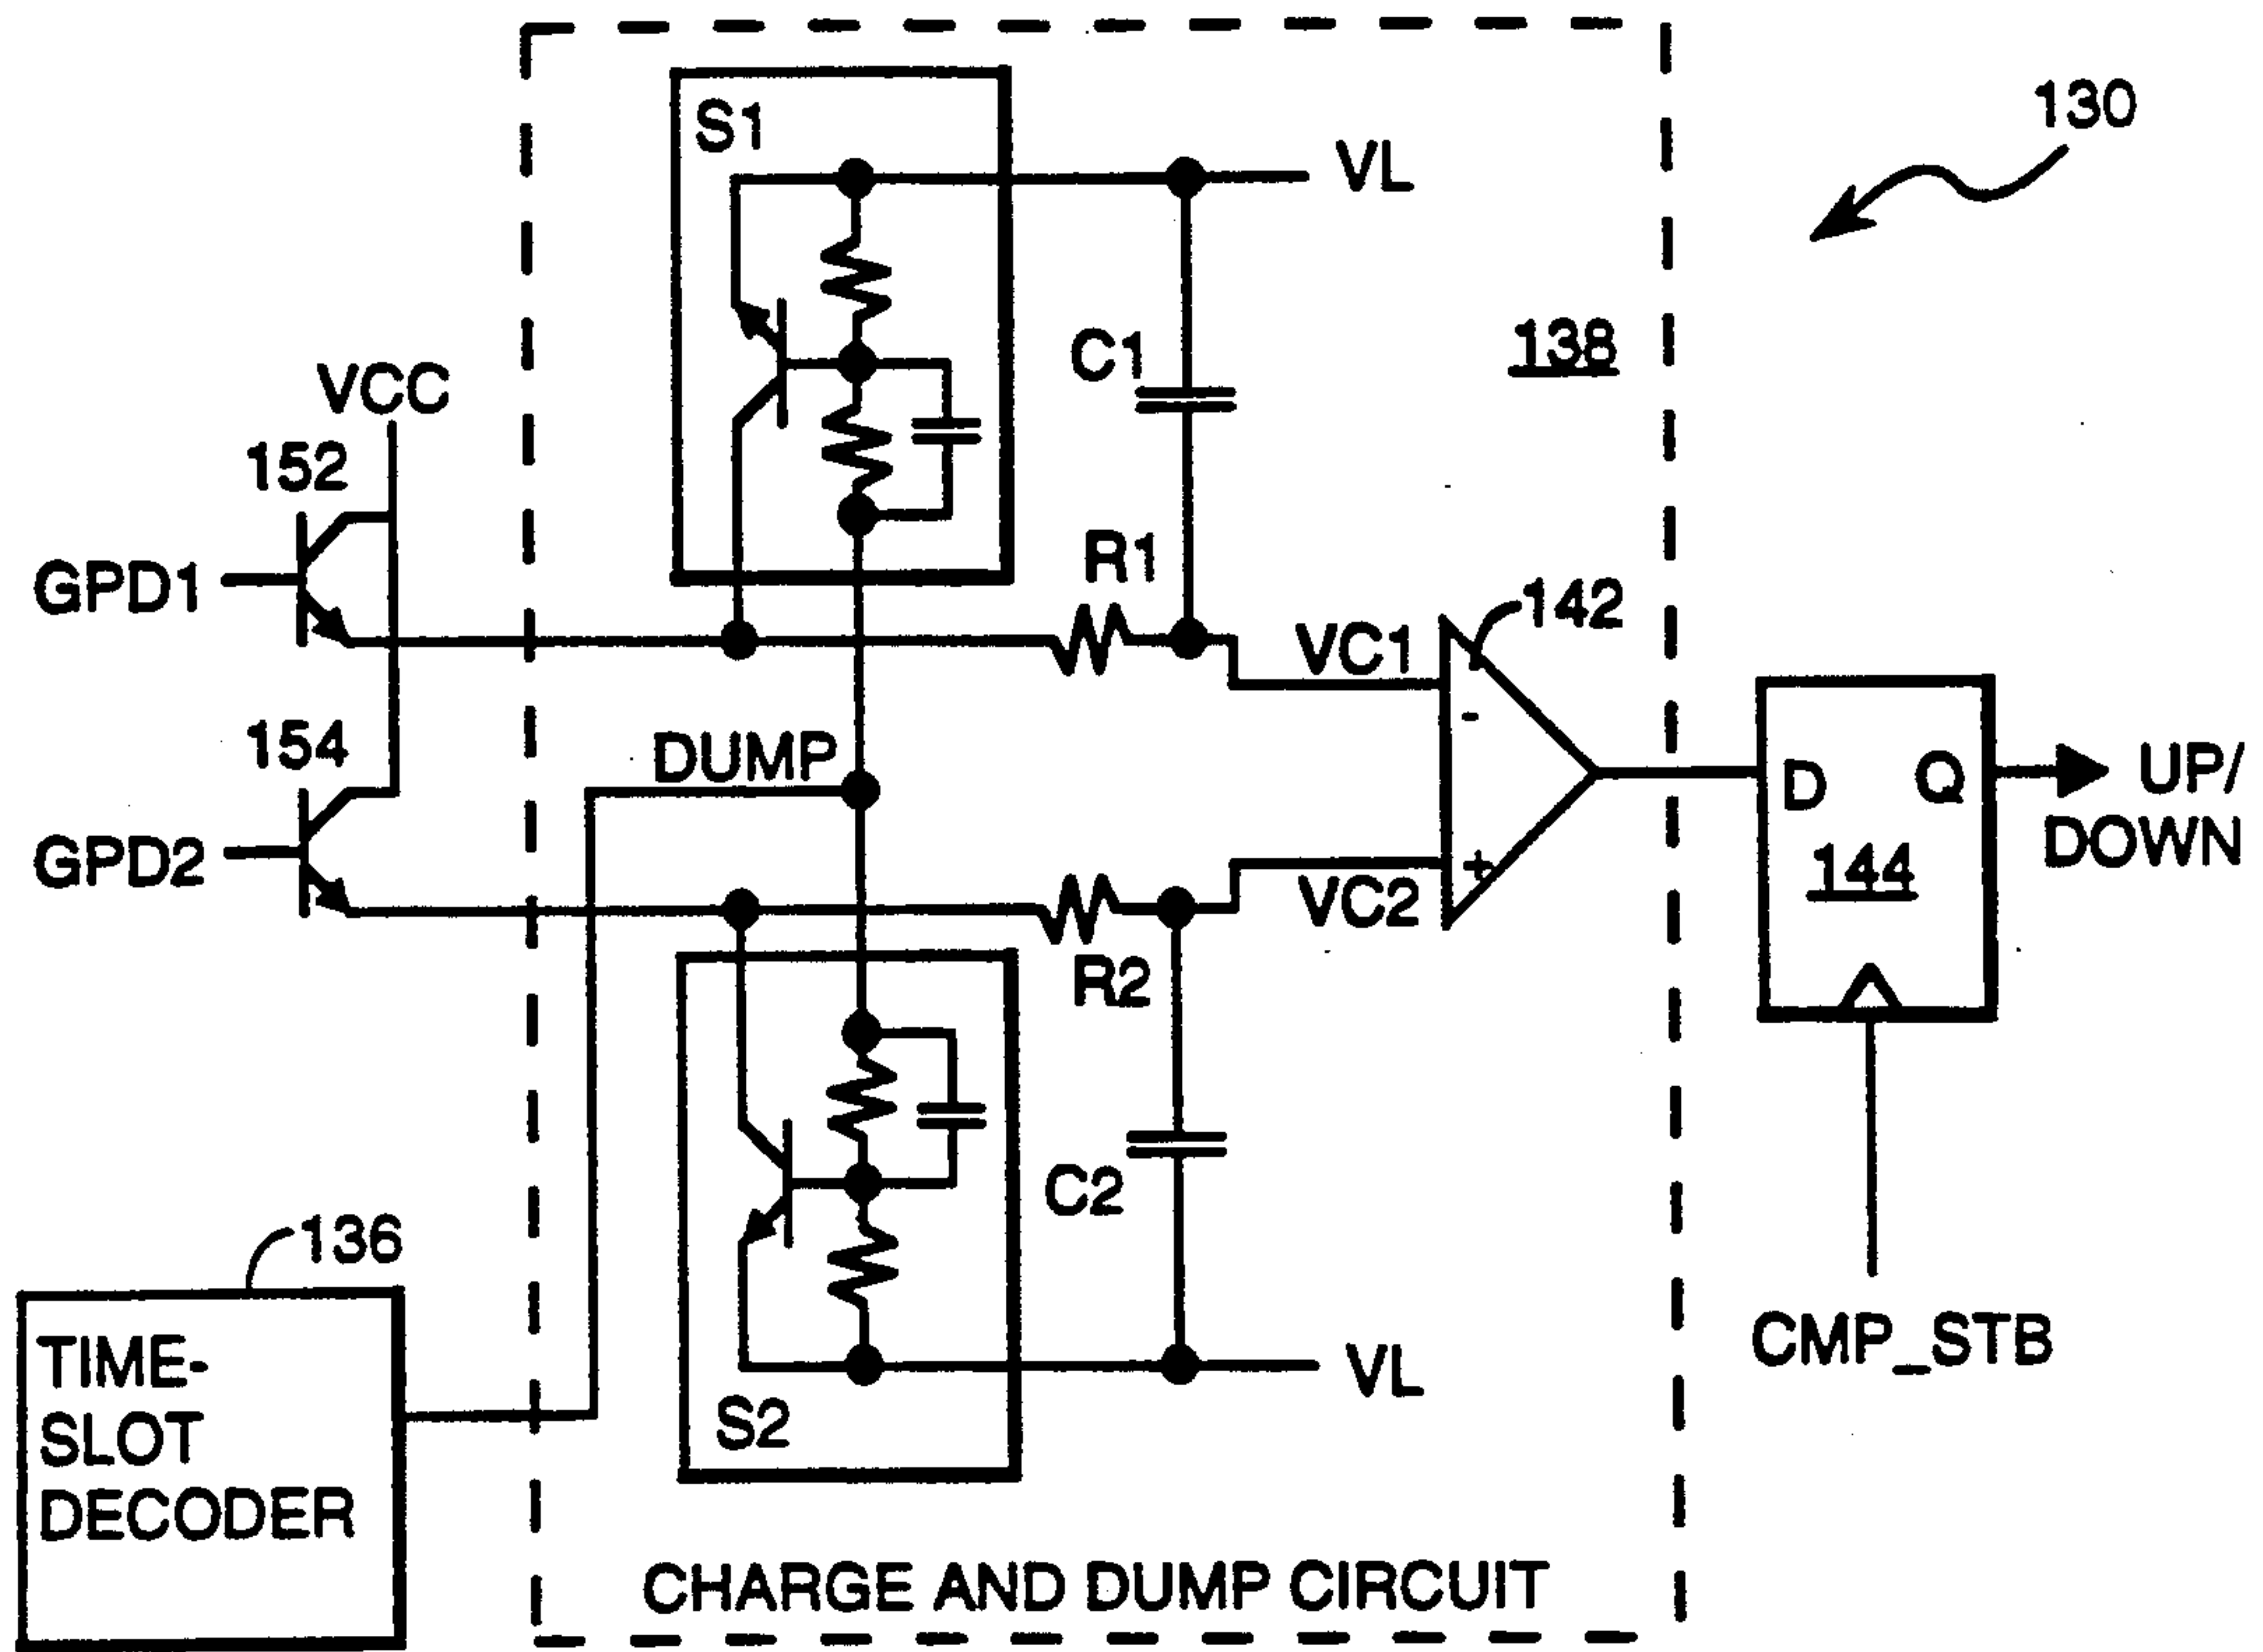 S1
VL
130
C1
138
VCC
152
GPD1
R1
VC1
142
-
154
DUMP
D
Q
UP/
DOWN
GPD2
+
VC2
144
R2
C2
136
TIME-
SLOT
DECODER
VL
CMP_STB
S2
CHARGE AND DUMP CIRCUIT